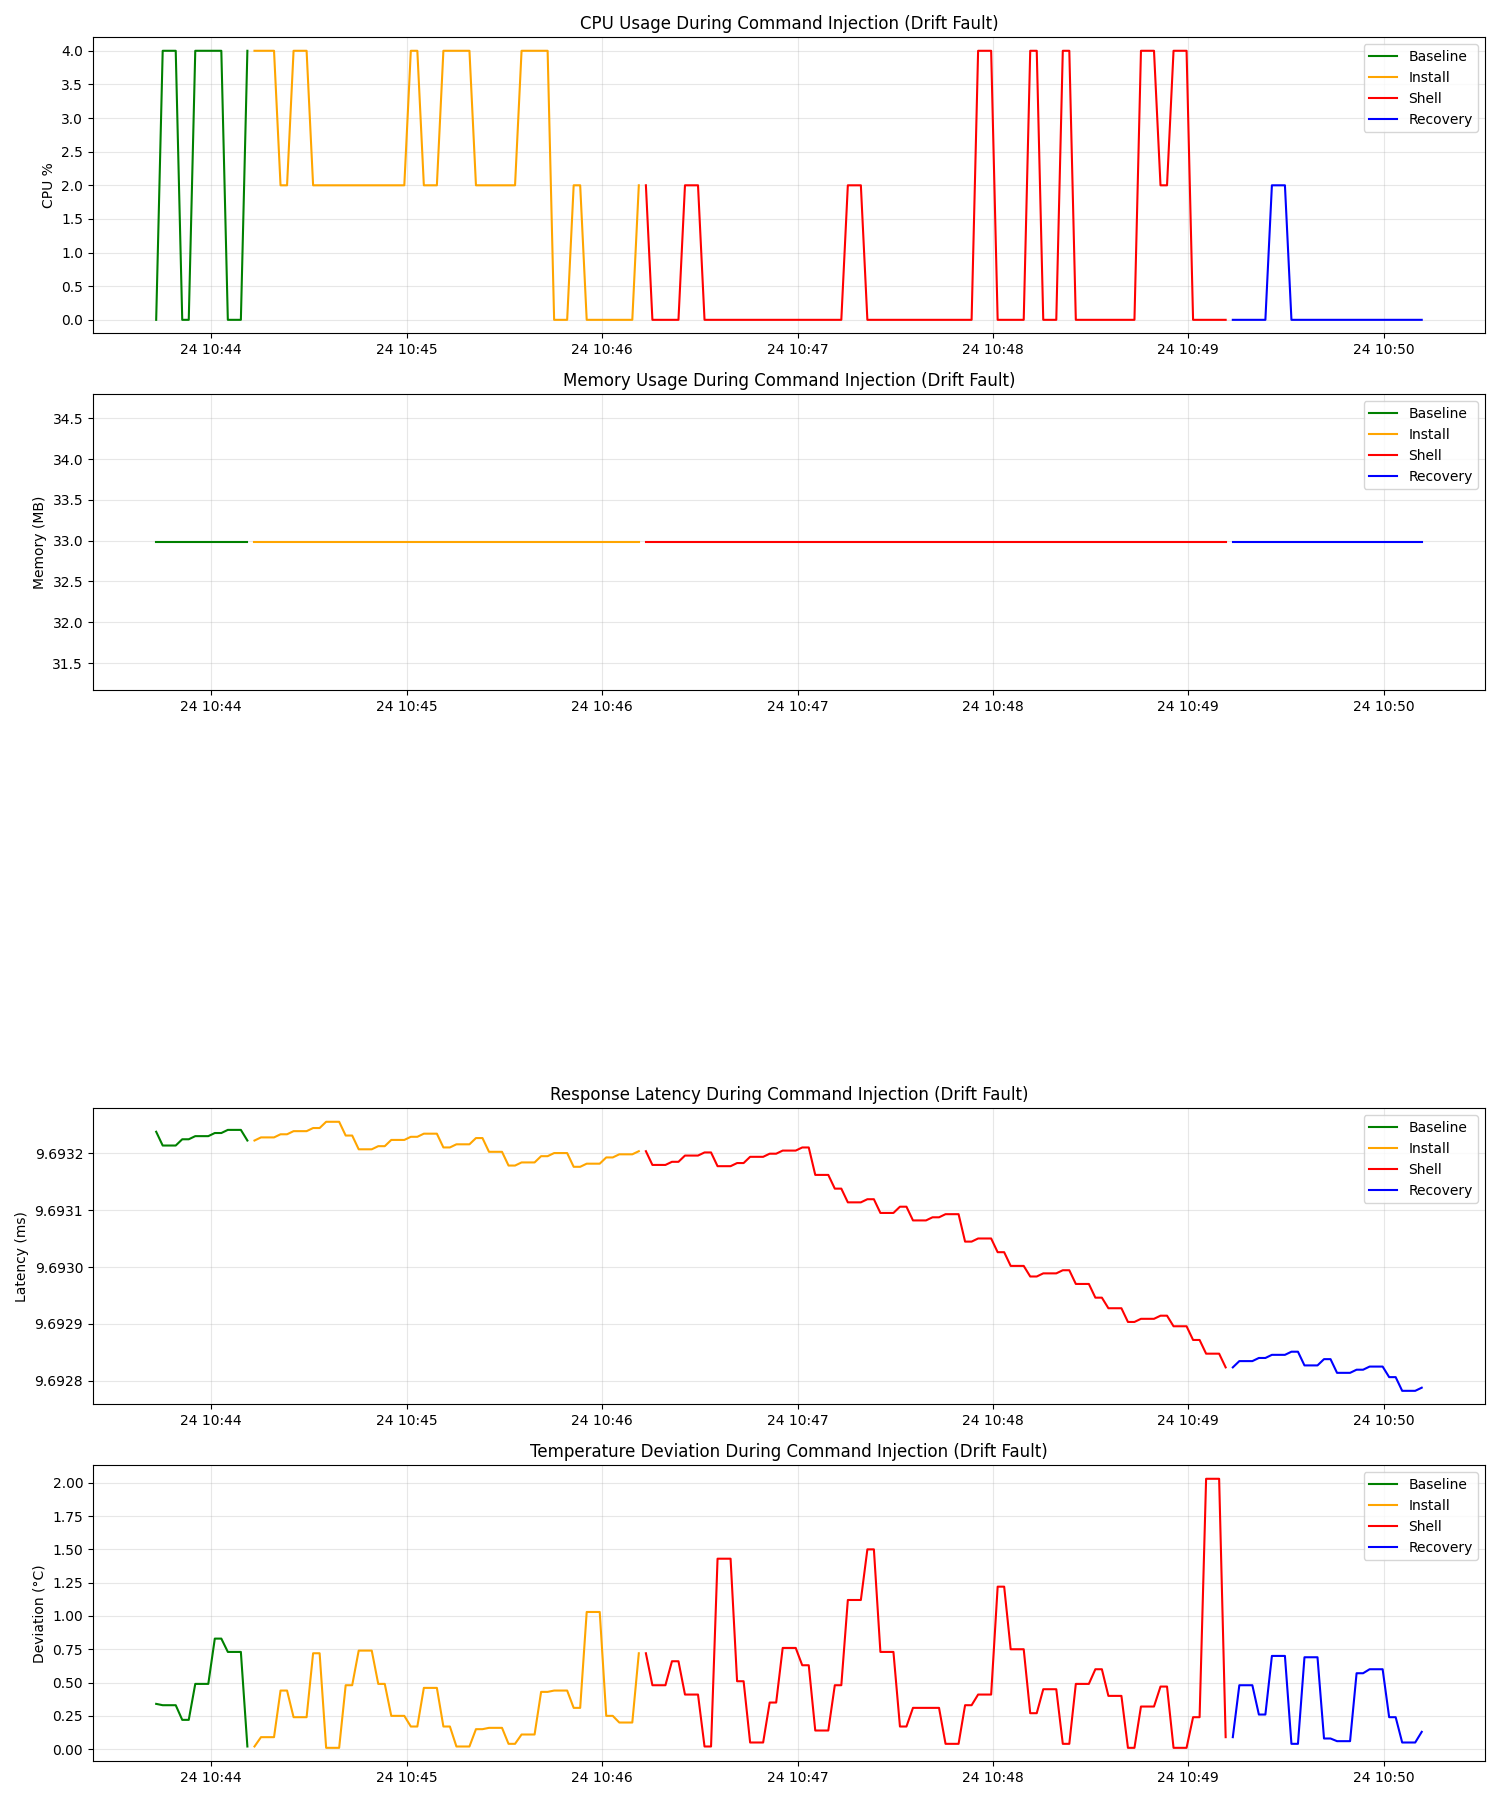 CPU Usage During Command Injection (Drift Fault)
CPU %
4.0
3.5
3.0
2.5
2.0
1.5
1.0
0.5
0.0
Baseline
Install
Shell
Recovery
24 10:44 24 10:45 24 10:46 24 10:47 24 10:48 24 10:49 24 10:50
Memory Usage During Command Injection (Drift Fault)
Memory (MB)
34.5
34.0
33.5
33.0
32.5
32.0
31.5
Baseline
Install
Shell
Recovery
24 10:44 24 10:45 24 10:46 24 10:47 24 10:48 24 10:49 24 10:50
Response Latency During Command Injection (Drift Fault)
Latency (ms)
9.6932
9.6931
9.6930
9.6929
9.6928
Baseline
Install
Shell
Recovery
24 10:44 24 10:45 24 10:46 24 10:47 24 10:48 24 10:49 24 10:50
Temperature Deviation During Command Injection (Drift Fault)
Deviation (°C)
2.00
1.75
1.50
1.25
1.00
0.75
0.50
0.25
0.00
Baseline
Install
Shell
Recovery
24 10:44 24 10:45 24 10:46 24 10:47 24 10:48 24 10:49 24 10:50